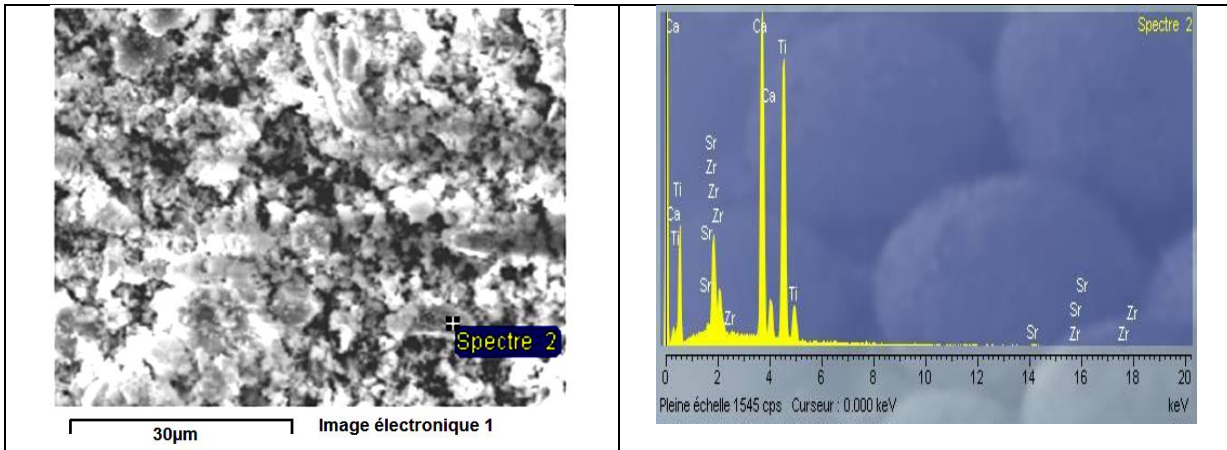 Spectre 2
30µm
Image électronique 1
Spectre 2
Ca
Ca
Ti
Ca
Sr
Zr
Ti
Zr
Ca
Zr
Ti
Sr
Sr
Ti
Zr
Sr
Sr
Sr
Zr
Zr
Zr
0 2 4 6 8 10 12 14 16 18 20
Pleine échelle 1545 cps Curseur : 0.000 keV
keV